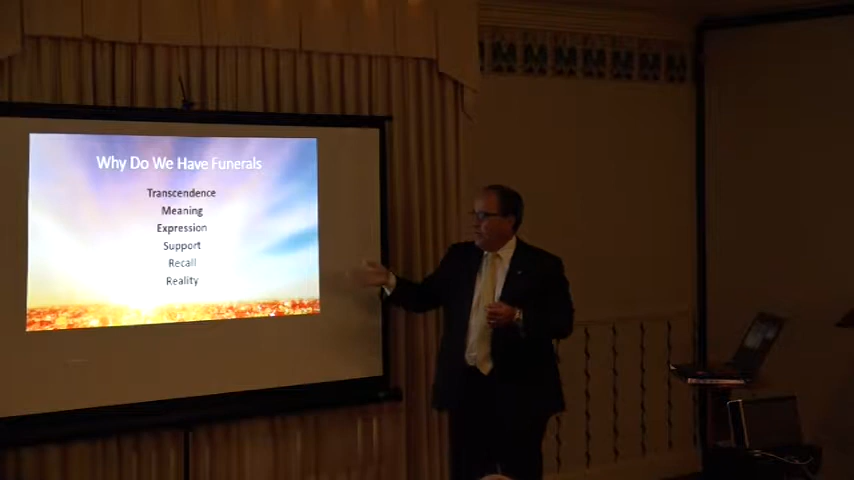 Why Do We Have Funerals
Transcendence
Meaning
Expression
Support
Recall
Reality